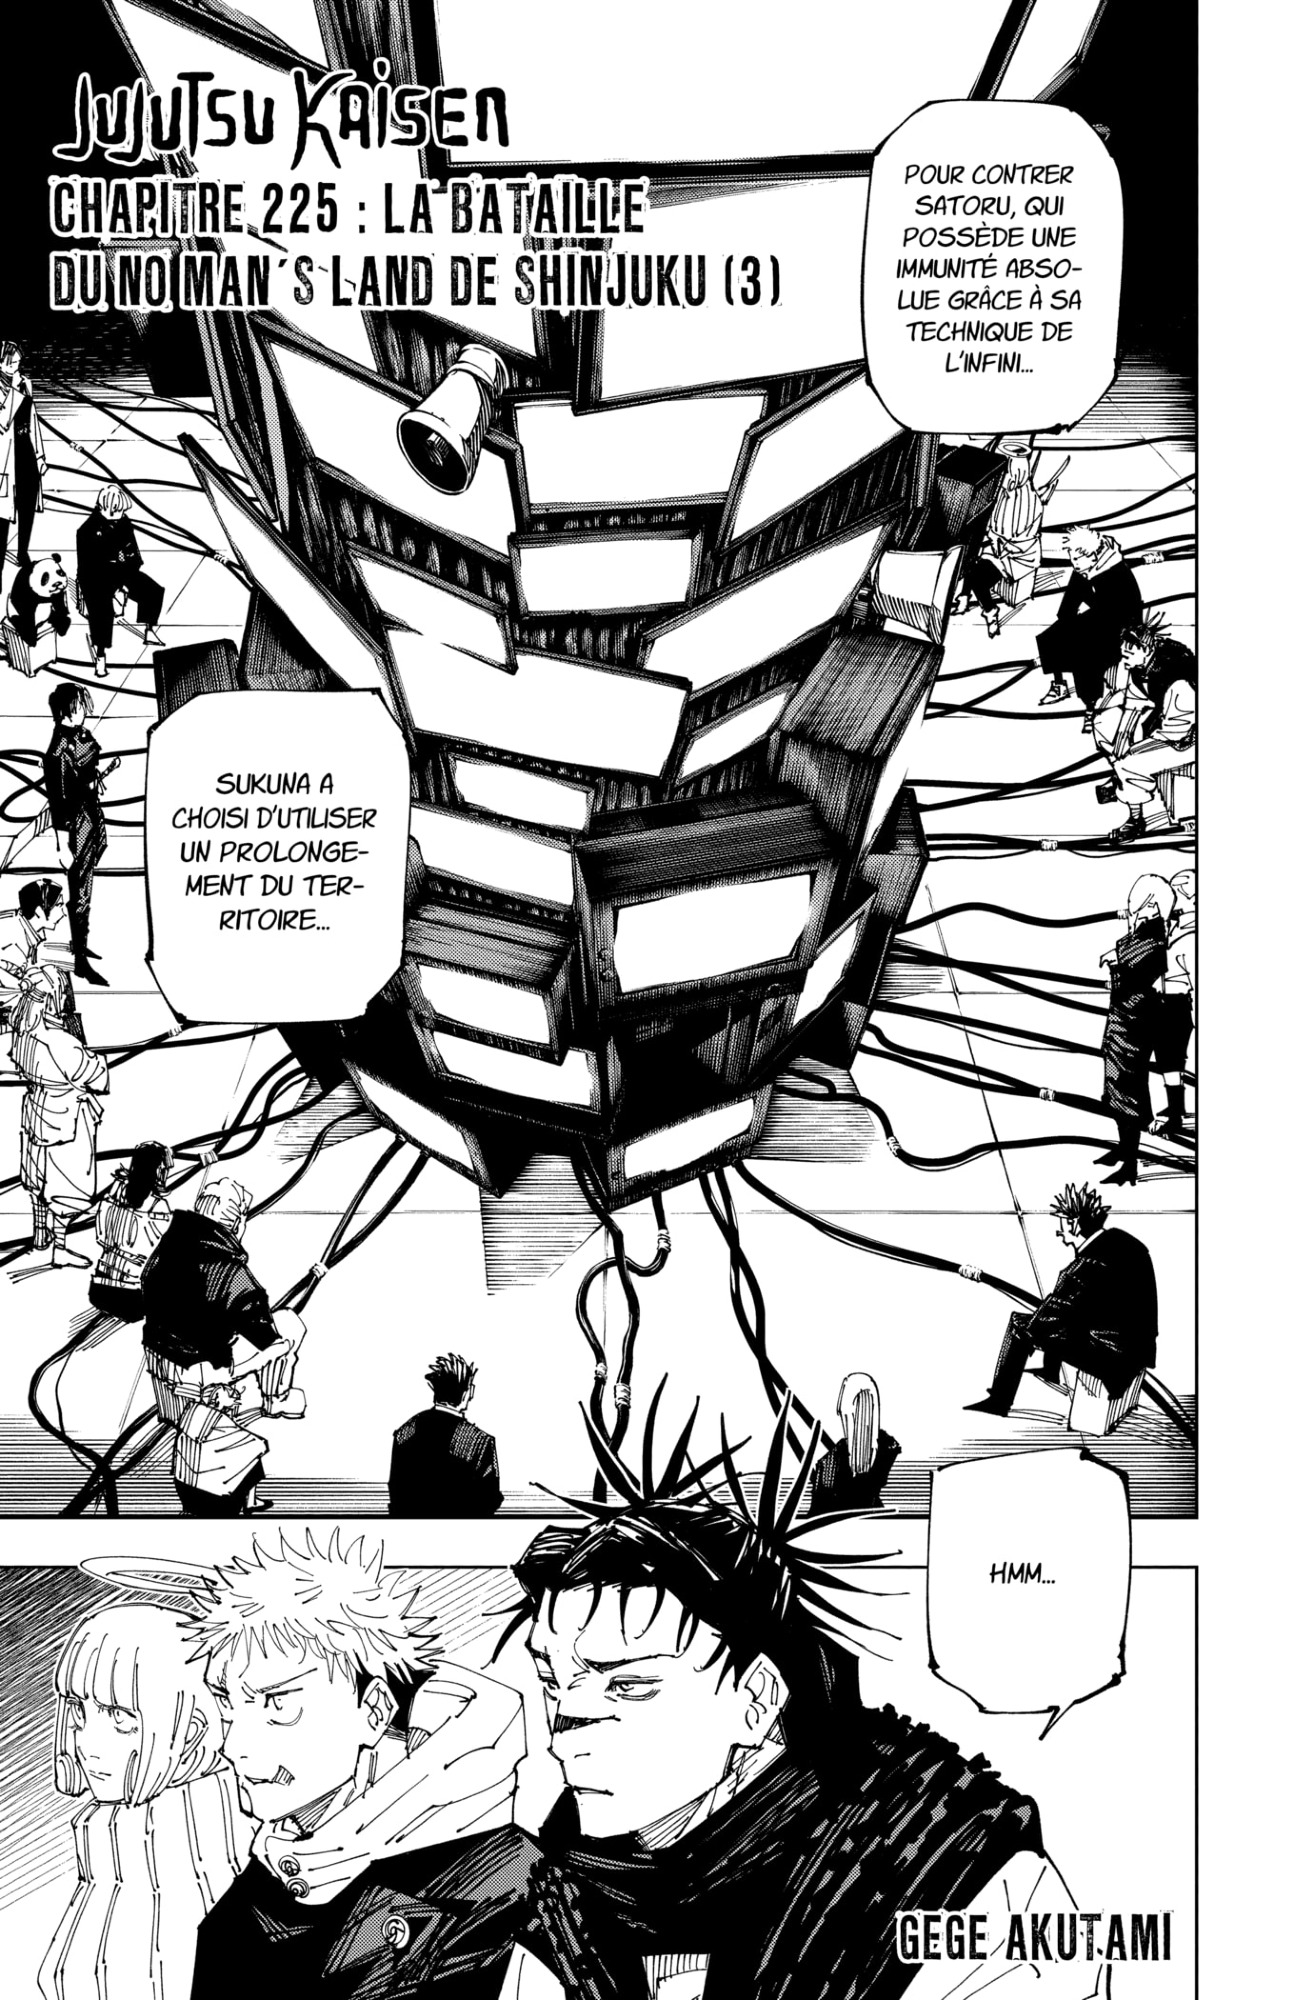 JUJUTSU KAISEN
CHAPITRE 225 : LA BATAILLE
DU NO MAN'S LAND DE SHINJUKU (3)
POUR CONTRER
SATORU, QUI
POSSÈDE UNE
IMMUNITÉ ABSO-
LUE GRÂCE À SA
TECHNIQUE DE
L'INFINI...
SUKUNA A
CHOISI D'UTILISER
UN PROLONGE-
MENT DU TER-
RITOIRE...
HMM...
GEGE AKUTAMI